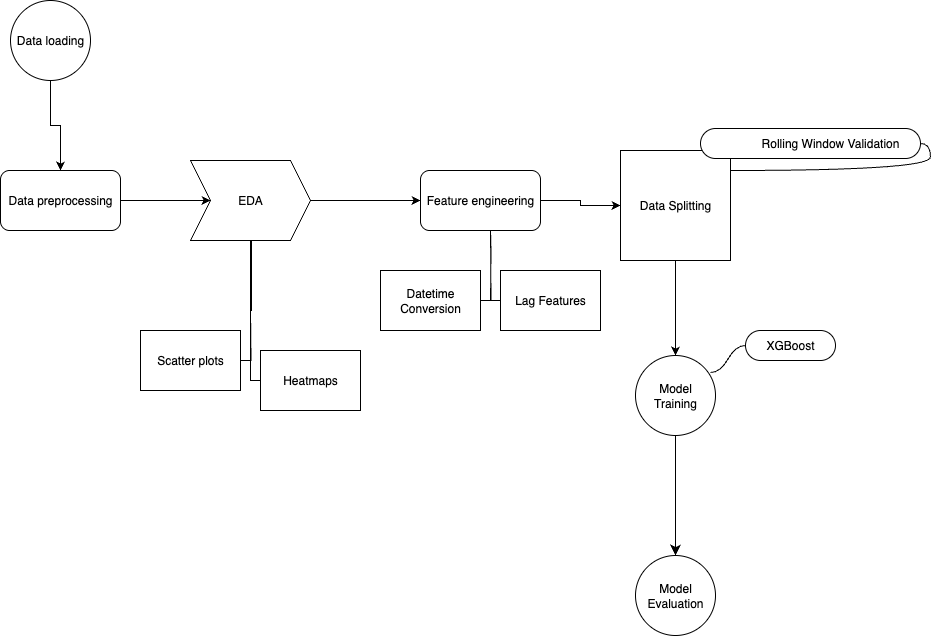 Data loading
Data preprocessing
EDA
Feature engineering
Rolling Window Validation
Data Splitting
Datetime
Conversion
Lag Features
Scatter plots
Heatmaps
XGBoost
Model
Training
Model
Evaluation